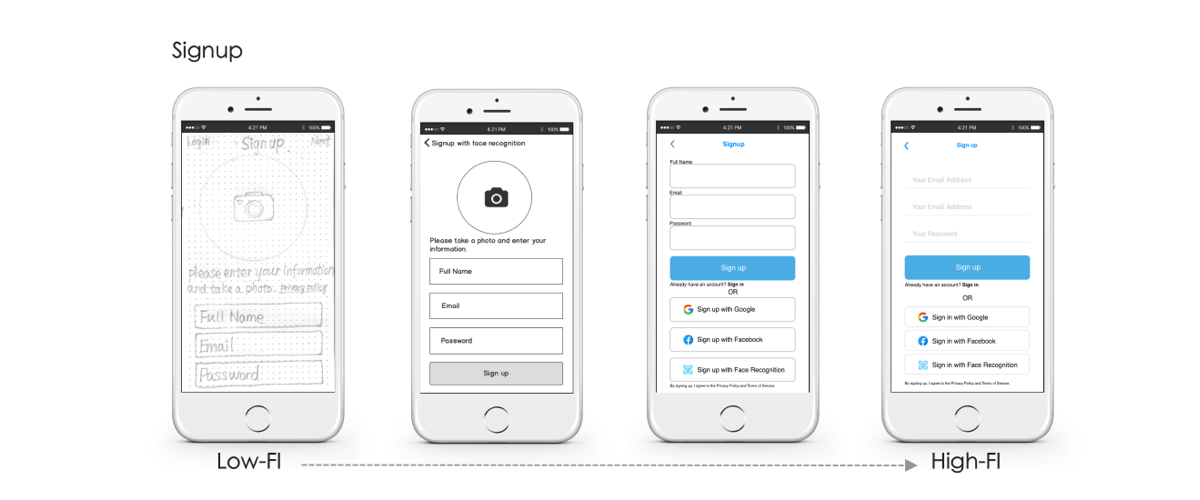 Signup
4:21 PM
100%
Login
Sign up
Next
Please enter your information
and take a photo. Privacy Policy
Full Name
Email
Password
4:21 PM
100%
Signup with face recognition
Please take a photo and enter your
information.
Full Name
Email
Password
Sign up
4:21 PM
100%
Signup
Full Name
Email
Password
Sign up
Already have an account? Sign in
OR
Sign up with Google
Sign up with Facebook
Sign up with Face Recognition
By signing up, I agree to the Privacy Policy and Terms of Service
4:21 PM
100%
Sign up
Your Email Address
Your Email Address
Your Password
Sign up
Already have an account? Sign in
OR
Sign in with Google
Sign in with Facebook
Sign in with Face Recognition
By signing up, I agree to the Privacy Policy and Terms of Service
Low-FI
High-FI